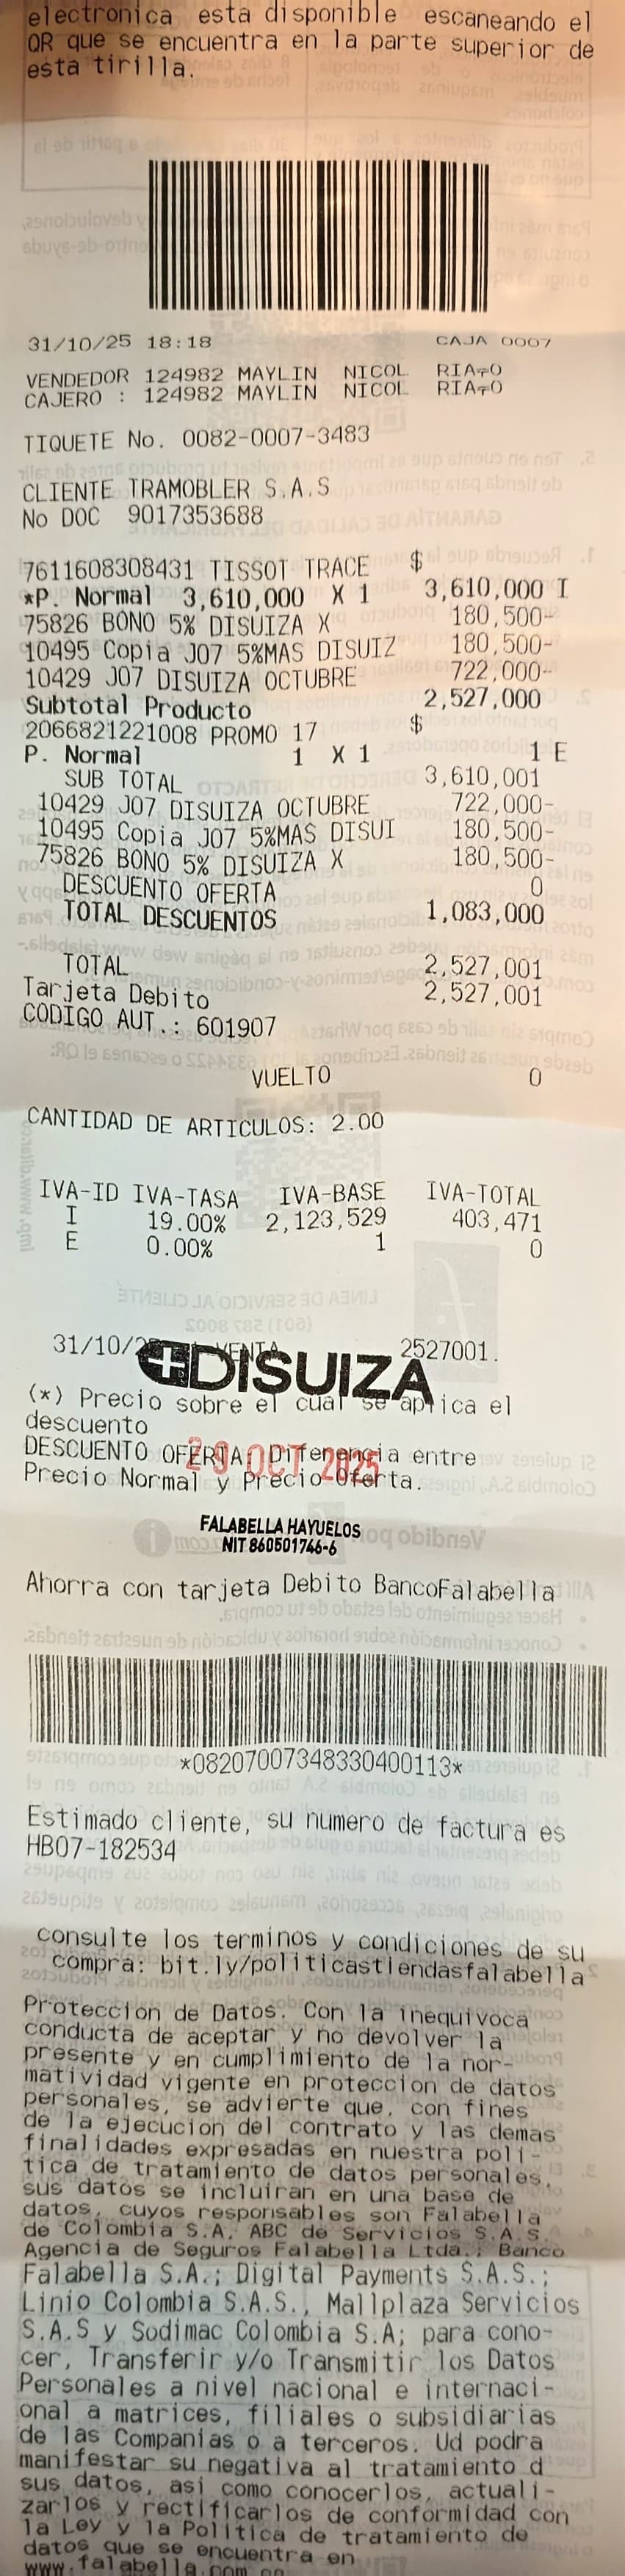 electronica esta disponible escaneando el
QR que se encuentra en la parte superior de
esta tirilla.
31/10/25 18:18 CAJA 0007
VENDEDOR 124982 MAYLIN NICOL RIA┬O
CAJERO : 124982 MAYLIN NICOL RIA┬O
TIQUETE No. 0082-0007-3483
CLIENTE TRAMOBLER S.A.S
No DOC 9017353688
7611608308431 TISSOT TRACE $
*P. Normal 3,610,000 X 1 3,610,000 I
75826 BONO 5% DISUIZA X 180,500-
10495 Copia J07 5%MAS DISUIZ 180,500-
10429 J07 DISUIZA OCTUBRE 722,000-
Subtotal Producto 2,527,000
2066821221008 PROMO 17 $
P. Normal 1 X 1 1 E
SUB TOTAL 3,610,001
10429 J07 DISUIZA OCTUBRE 722,000-
10495 Copia J07 5%MAS DISUI 180,500-
75826 BONO 5% DISUIZA X 180,500-
DESCUENTO OFERTA 0
TOTAL DESCUENTOS 1,083,000
TOTAL 2,527,001
Tarjeta Debito 2,527,001
CODIGO AUT.: 601907
VUELTO 0
CANTIDAD DE ARTICULOS: 2.00
IVA-ID IVA-TASA IVA-BASE IVA-TOTAL
I 19.00% 2,123,529 403,471
E 0.00% 1 0
31/10/2 VENTA 2527001.
DISUIZA
(*) Precio sobre el cual se aplica el
descuento
DESCUENTO OFERTA: Diferencia entre
29 OCT 2025
Precio Normal y Precio Oferta.
FALABELLA HAYUELOS
NIT 860501746-6
Ahorra con tarjeta Debito BancoFalabella
*08207007348330400113*
Estimado cliente, su numero de factura es
HB07-182534
consulte los terminos y condiciones de su
compra: bit.ly/politicastiendasfalabella
Proteccion de Datos. Con la inequivoca
conducta de aceptar y no devolver la
presente y en cumplimiento de la nor-
matividad vigente en proteccion de datos
personales, se advierte que, con fines
de la ejecucion del contrato y las demas
finalidades expresadas en nuestra poli-
tica de tratamiento de datos personales,
sus datos se incluiran en una base de
datos, cuyos responsables son Falabella
de Colombia S.A, ABC de Servicios S.A.S,
Agencia de Seguros Falabella Ltda.; Banco
Falabella S.A.; Digital Payments S.A.S.;
Linio Colombia S.A.S., Mallplaza Servicios
S.A.S y Sodimac Colombia S.A; para cono-
cer, Transferir y/o Transmitir los Datos
Personales a nivel nacional e internaci-
onal a matrices, filiales o subsidiarias
de las Companias o a terceros. Ud podra
manifestar su negativa al tratamiento d
sus datos, asi como conocerlos, actuali-
zarlos y rectificarlos de conformidad con
la Ley y la Politica de tratamiento de
datos que se encuentra en
www.falabella.com.co